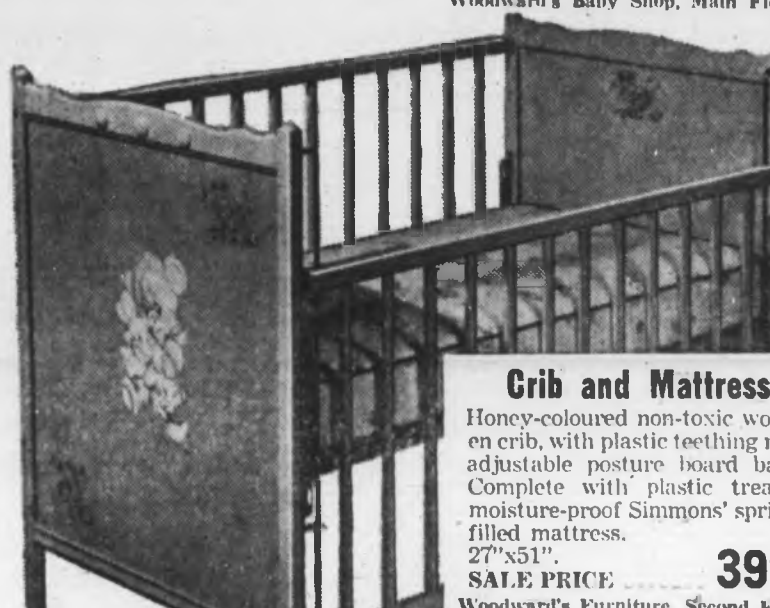 Woodward's Baby Shop, Main Fl
Crib and Mattress
Honey-coloured non-toxic wo
en crib, with plastic teething r
adjustable posture board ba
Complete with plastic trea
moisture-proof Simmons' spri
filled mattress.
27"x51".
SALE PRICE 39
Woodward's Furniture, Second